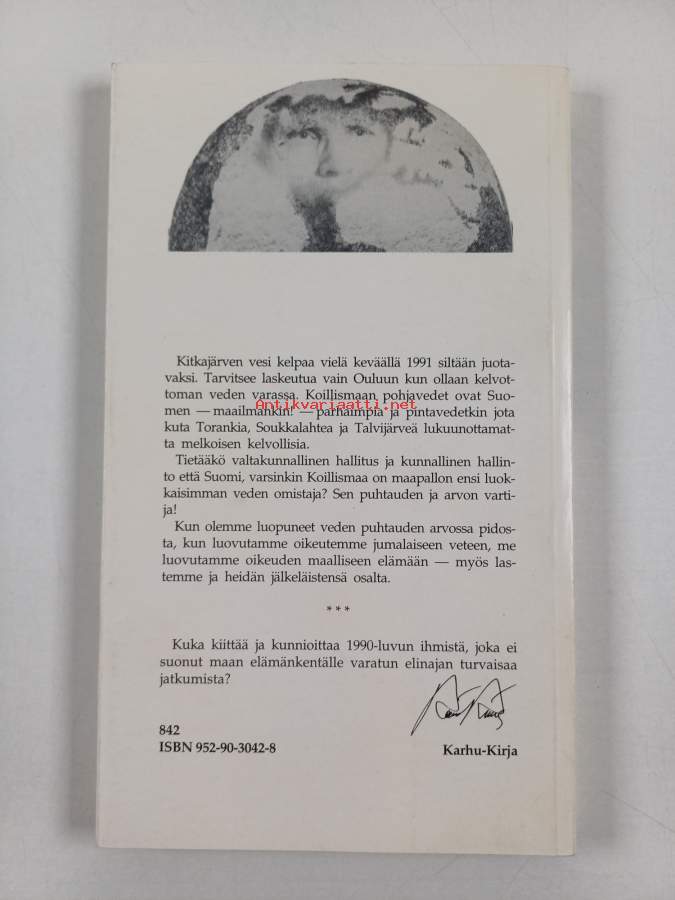 Kitkajärven vesi kelpaa vielä keväällä 1991 siltään juota-
vaksi. Tarvitsee laskeutua vain Ouluun kun ollaan kelvot-
toman veden varassa. Koillismaan pohjavedet ovat Suo-
men — maailmankin! — parhaimpia ja pintavedetkin jota
Antikvariaatti.net
kuta Torankia, Soukkalahtea ja Talvijärveä lukuunottamat-
ta melkoisen kelvollisia.
Tietääkö valtakunnallinen hallitus ja kunnallinen hallin-
to että Suomi, varsinkin Koillismaa on maapallon ensi luok-
kaisimman veden omistaja? Sen puhtauden ja arvon varti-
ja!
Kun olemme luopuneet veden puhtauden arvossa pidos-
ta, kun luovutamme oikeutemme jumalaiseen veteen, me
luovutamme oikeuden maalliseen elämään — myös las-
temme ja heidän jälkeläistensä osalta.
* * *
Kuka kiittää ja kunnioittaa 1990-luvun ihmistä, joka ei
suonut maan elämänkentälle varatun elinajan turvaisaa
jatkumista?
842
ISBN 952-90-3042-8
Karhu-Kirja